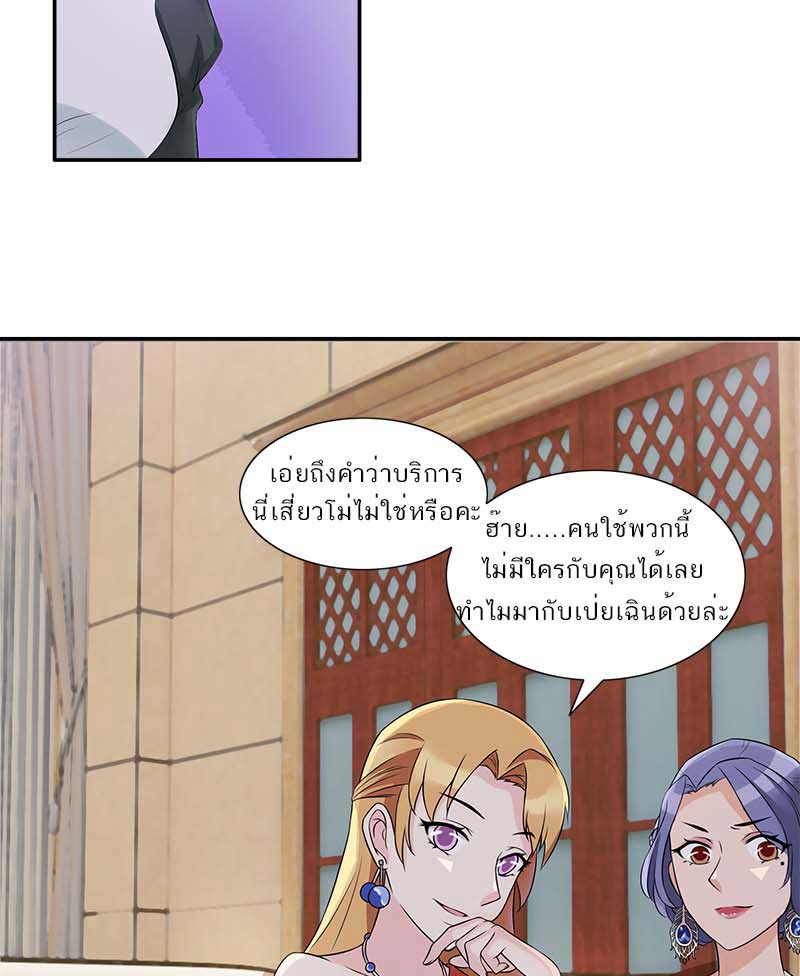 เอ่ยถึงคำว่าบริการ
นี่เสี่ยวโม่ไม่ใช่หรือคะ
ฮ๊าย.....คนใช้พวกนี้
ไม่มีใครกับคุณได้เลย
ทำไมมากับเป่ยเฉินด้วยล่ะ